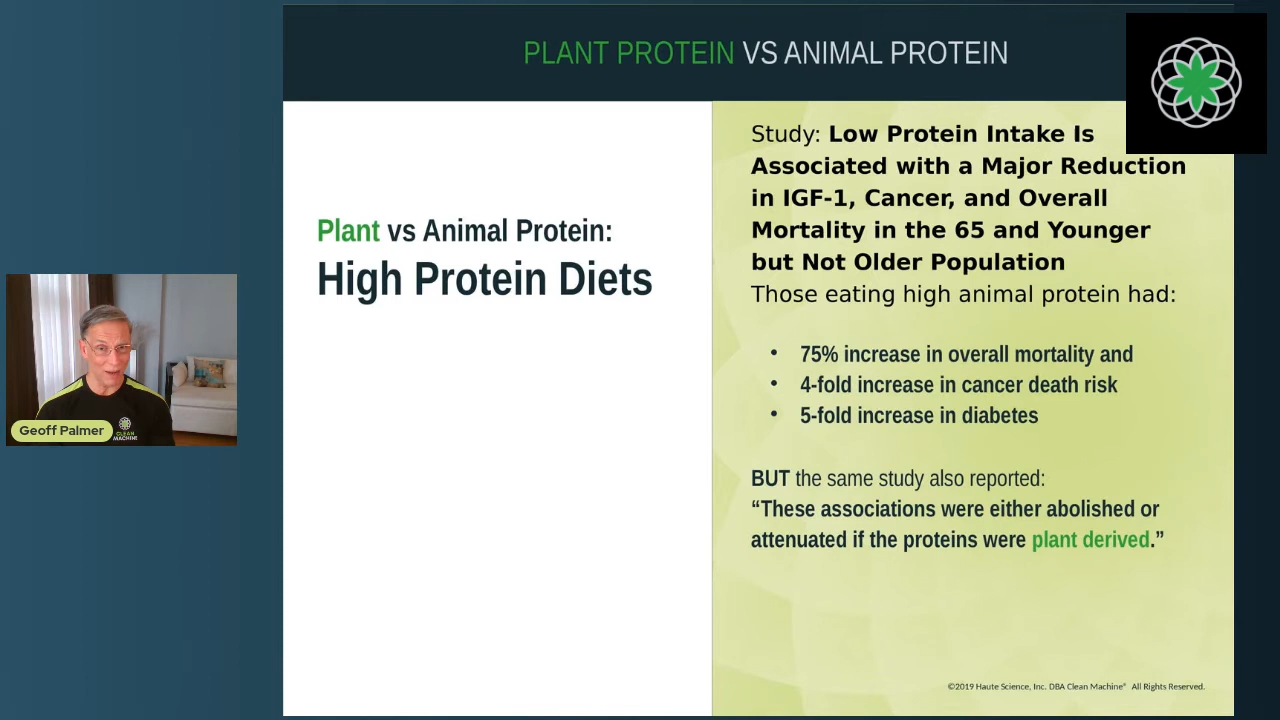 PLANT PROTEIN VS ANIMAL PROTEIN
Plant vs Animal Protein:
High Protein Diets
Study: Low Protein Intake Is
Associated with a Major Reduction
in IGF-1, Cancer, and Overall
Mortality in the 65 and Younger
but Not Older Population
Those eating high animal protein had:
• 75% increase in overall mortality and
• 4-fold increase in cancer death risk
• 5-fold increase in diabetes
BUT the same study also reported:
“These associations were either abolished or
attenuated if the proteins were plant derived.”
©2019 Haute Science, Inc. DBA Clean Machine® All Rights Reserved.
Geoff Palmer
CLEAN
MACHINE